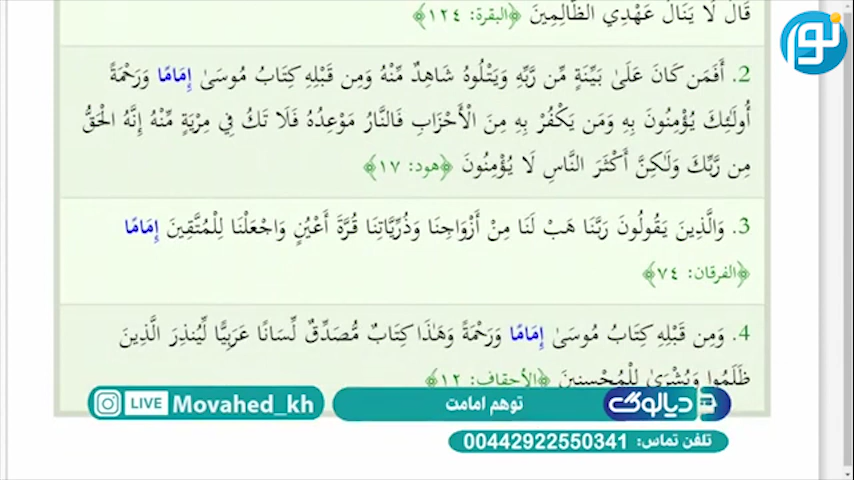 قَالَ لَا يَنَالُ عَهْدِي الظَّالِمِينَ ﴿البقرة: ١٢٤﴾
نور
2. أَفَمَن كَانَ عَلَىٰ بَيِّنَةٍ مِّن رَّبِّهِ وَيَتْلُوهُ شَاهِدٌ مِّنْهُ وَمِن قَبْلِهِ كِتَابُ مُوسَىٰ إِمَامًا وَرَحْمَةً
أُولَٰئِكَ يُؤْمِنُونَ بِهِ وَمَن يَكْفُرْ بِهِ مِنَ الْأَحْزَابِ فَالنَّارُ مَوْعِدُهُ فَلَا تَكُ فِي مِرْيَةٍ مِّنْهُ إِنَّهُ الْحَقُّ
مِن رَّبِّكَ وَلَٰكِنَّ أَكْثَرَ النَّاسِ لَا يُؤْمِنُونَ ﴿هود: ١٧﴾
3. وَالَّذِينَ يَقُولُونَ رَبَّنَا هَبْ لَنَا مِنْ أَزْوَاجِنَا وَذُرِّيَّاتِنَا قُرَّةَ أَعْيُنٍ وَاجْعَلْنَا لِلْمُتَّقِينَ إِمَامًا
﴿الفرقان: ٧٤﴾
4. وَمِن قَبْلِهِ كِتَابُ مُوسَىٰ إِمَامًا وَرَحْمَةً وَهَٰذَا كِتَابٌ مُّصَدِّقٌ لِّسَانًا عَرَبِيًّا لِّيُنذِرَ الَّذِينَ
ظَلَمُوا وَبُشْرَىٰ لِلْمُحْسِنِينَ ﴿الأحقاف: ١٢﴾
دیالوگ
توهم امامت
LIVE Movahed_kh
تلفن تماس: 00442922550341